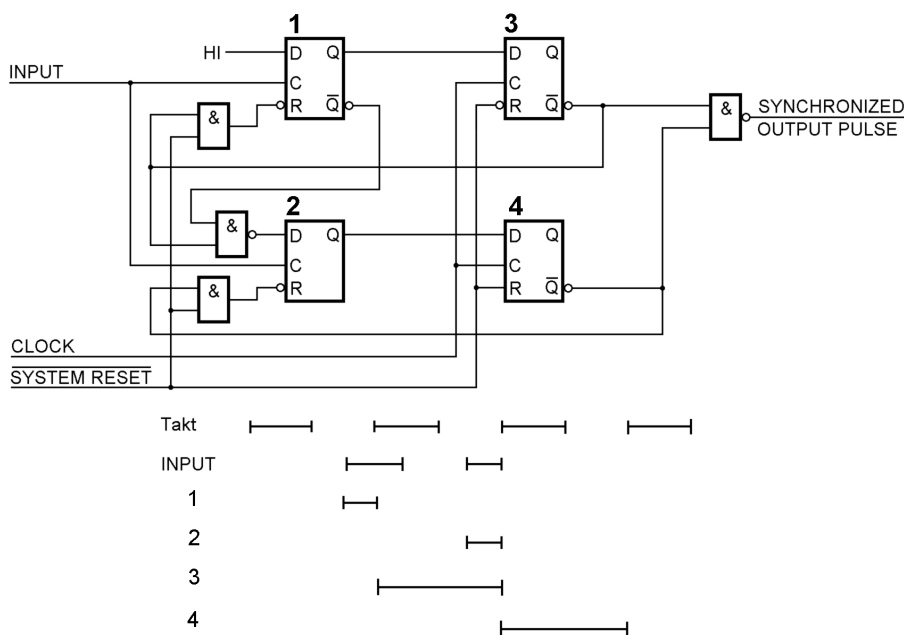 1
3
HI
D Q
D Q
INPUT
C
C
R Q̅
R Q̅
&
&
SYNCHRONIZED
OUTPUT PULSE
2
4
&
D Q
D Q
C
C
&
R
R Q̅
CLOCK
SYSTEM RESET
Takt
INPUT
1
2
3
4